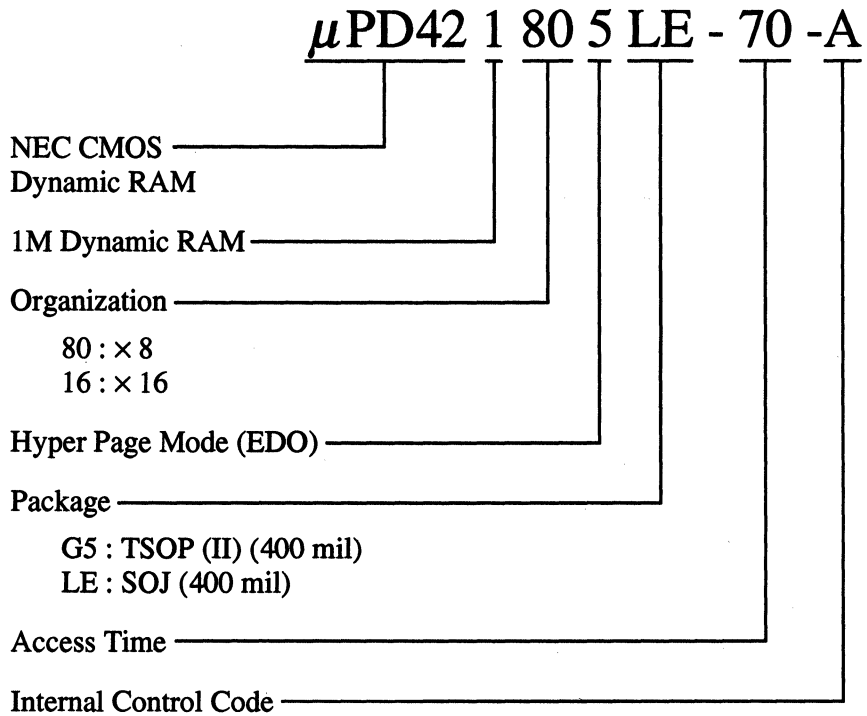 μPD42 1 80 5 LE - 70 -A
NEC CMOS
Dynamic RAM
1M Dynamic RAM
Organization
80 : × 8
16 : × 16
Hyper Page Mode (EDO)
Package
G5 : TSOP (II) (400 mil)
LE : SOJ (400 mil)
Access Time
Internal Control Code